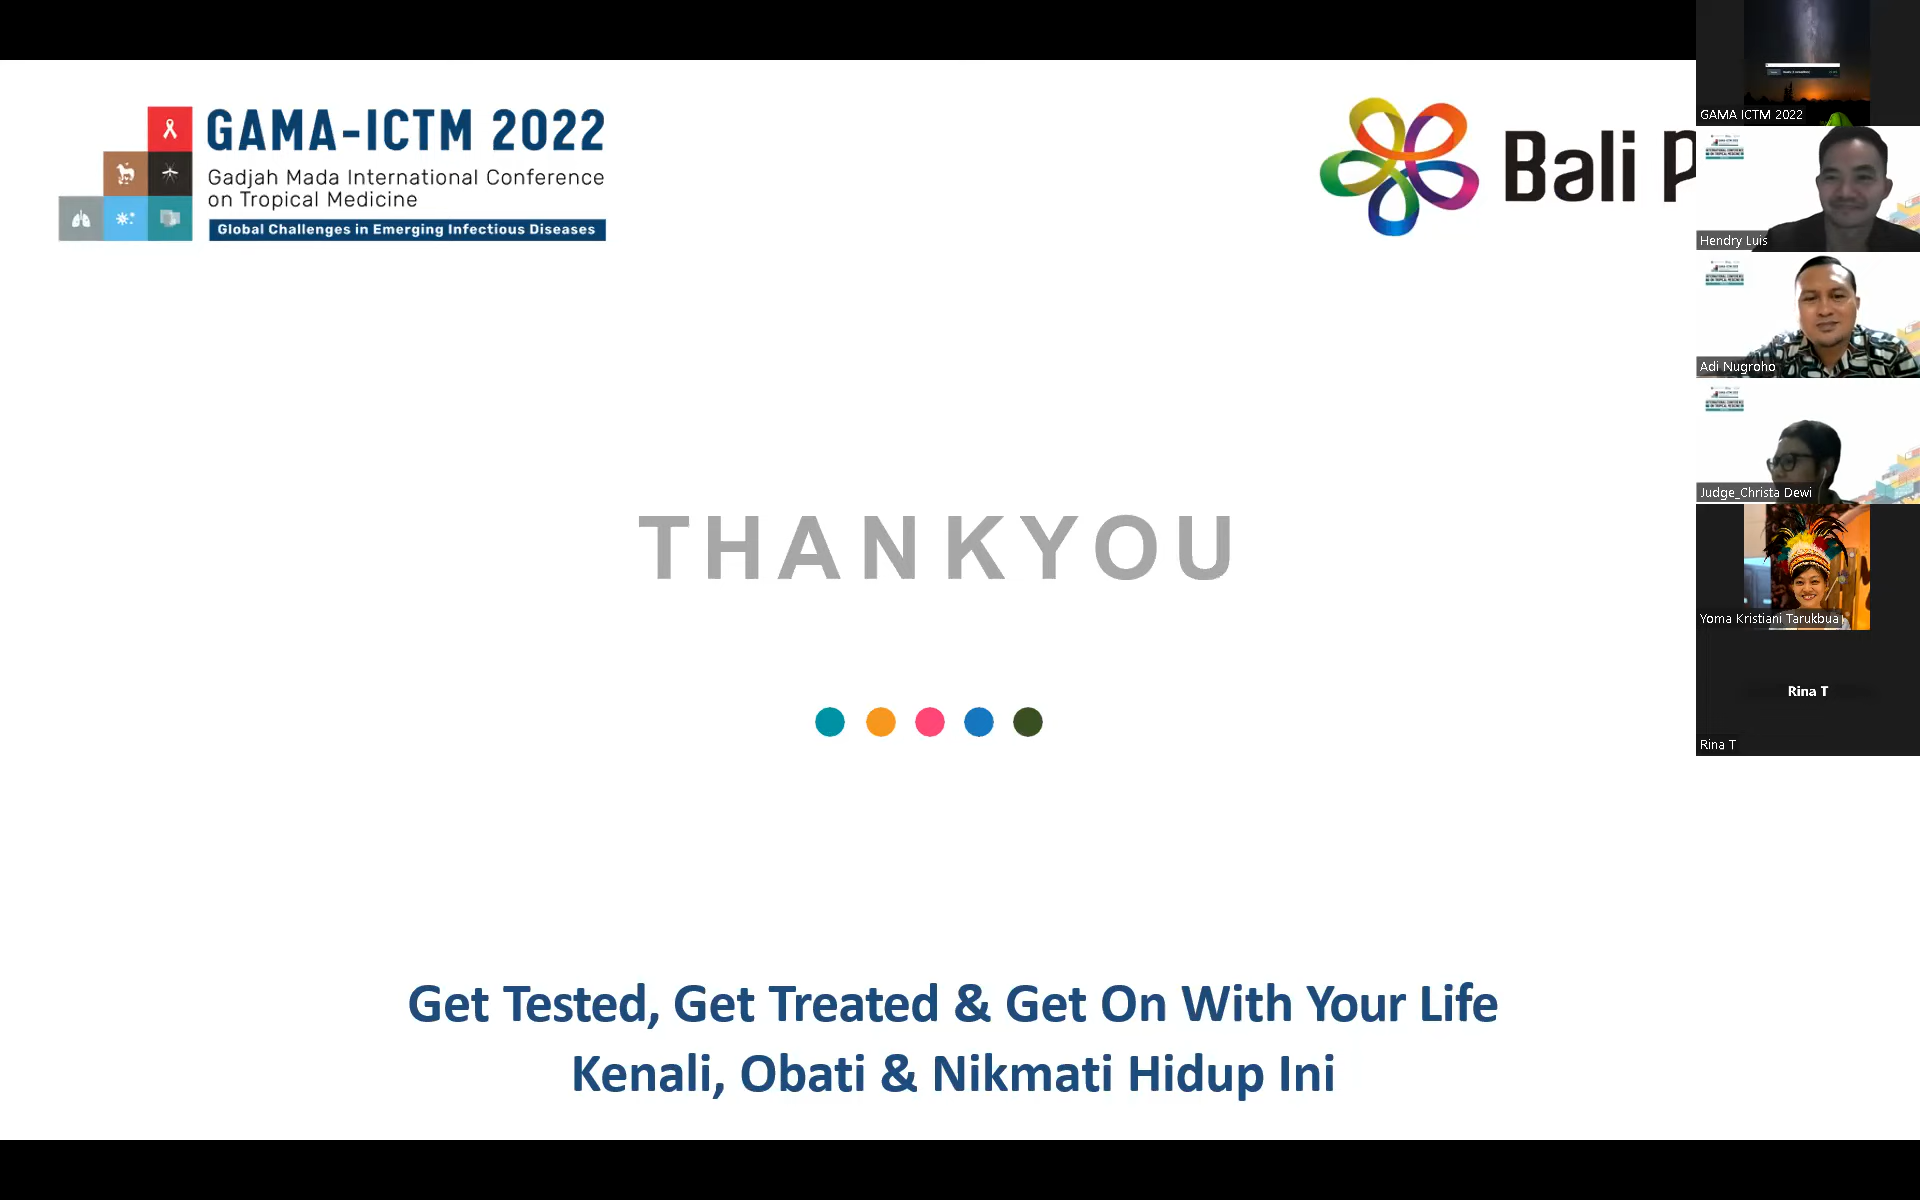 GAMA-ICTM 2022
Gadjah Mada International Conference
on Tropical Medicine
Global Challenges in Emerging Infectious Diseases
Bali
THANKYOU
Get Tested, Get Treated & Get On With Your Life
Kenali, Obati & Nikmati Hidup Ini
GAMA ICTM 2022
Hendry Luis
Adi Nugroho
Judge_Christa Dewi
Yoma Kristiani Tarukbua
Rina T
Rina T